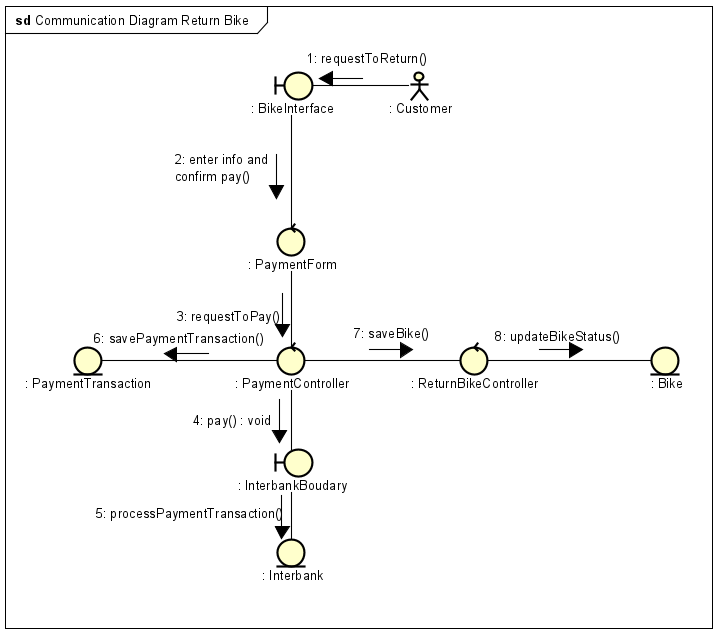 sd Communication Diagram Return Bike
1: requestToReturn()
: BikeInterface
: Customer
2: enter info and
confirm pay()
: PaymentForm
3: requestToPay()
6: savePaymentTransaction()
7: saveBike()
8: updateBikeStatus()
: PaymentTransaction
: PaymentController
: ReturnBikeController
: Bike
4: pay() : void
: InterbankBoudary
5: processPaymentTransaction()
: Interbank